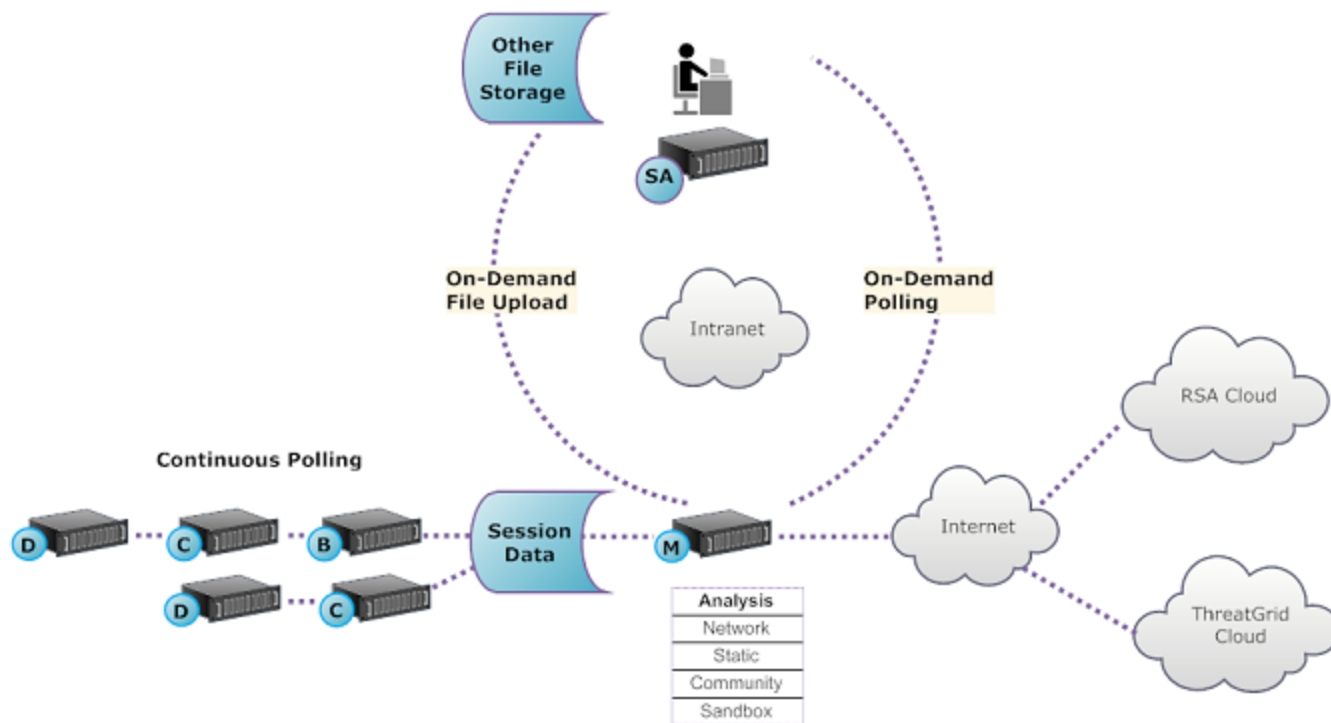 Other
File
Storage
SA
On-Demand
File Upload
On-Demand
Polling
Intranet
RSA Cloud
Continuous Polling
D
C
B
Session
Data
M
Internet
D
C
Analysis
Network
Static
Community
Sandbox
ThreatGrid
Cloud